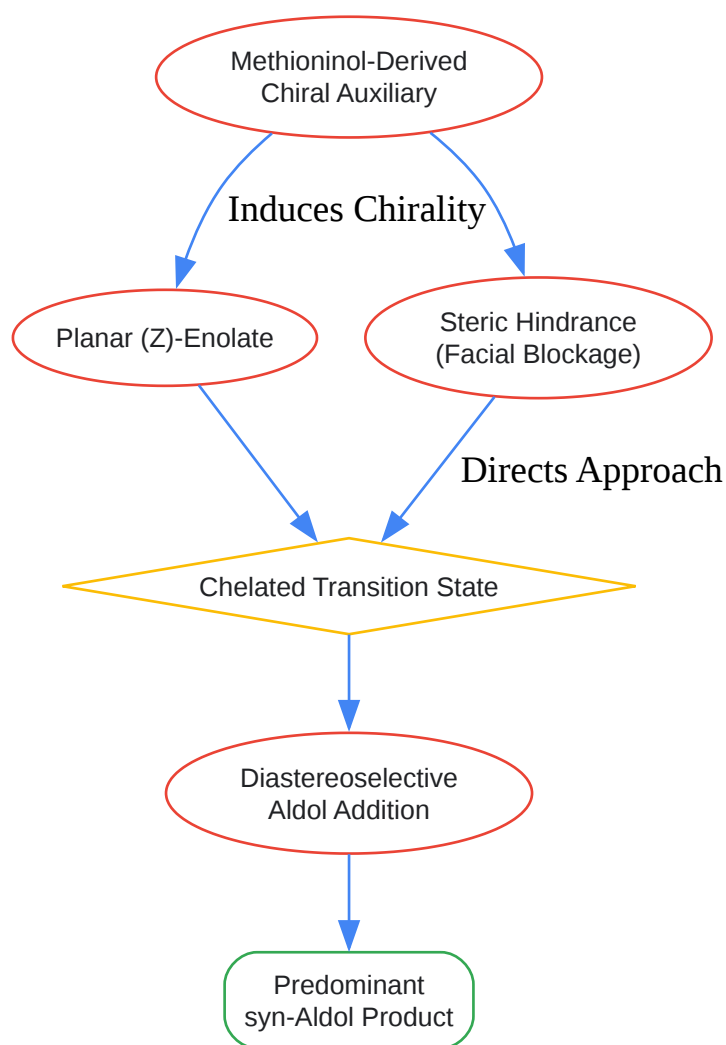 Methioninol-Derived
Chiral Auxiliary
Induces Chirality
Planar (Z)-Enolate
Steric Hindrance
(Facial Blockage)
Directs Approach
Chelated Transition State
Diastereoselective
Aldol Addition
Predominant
syn-Aldol Product